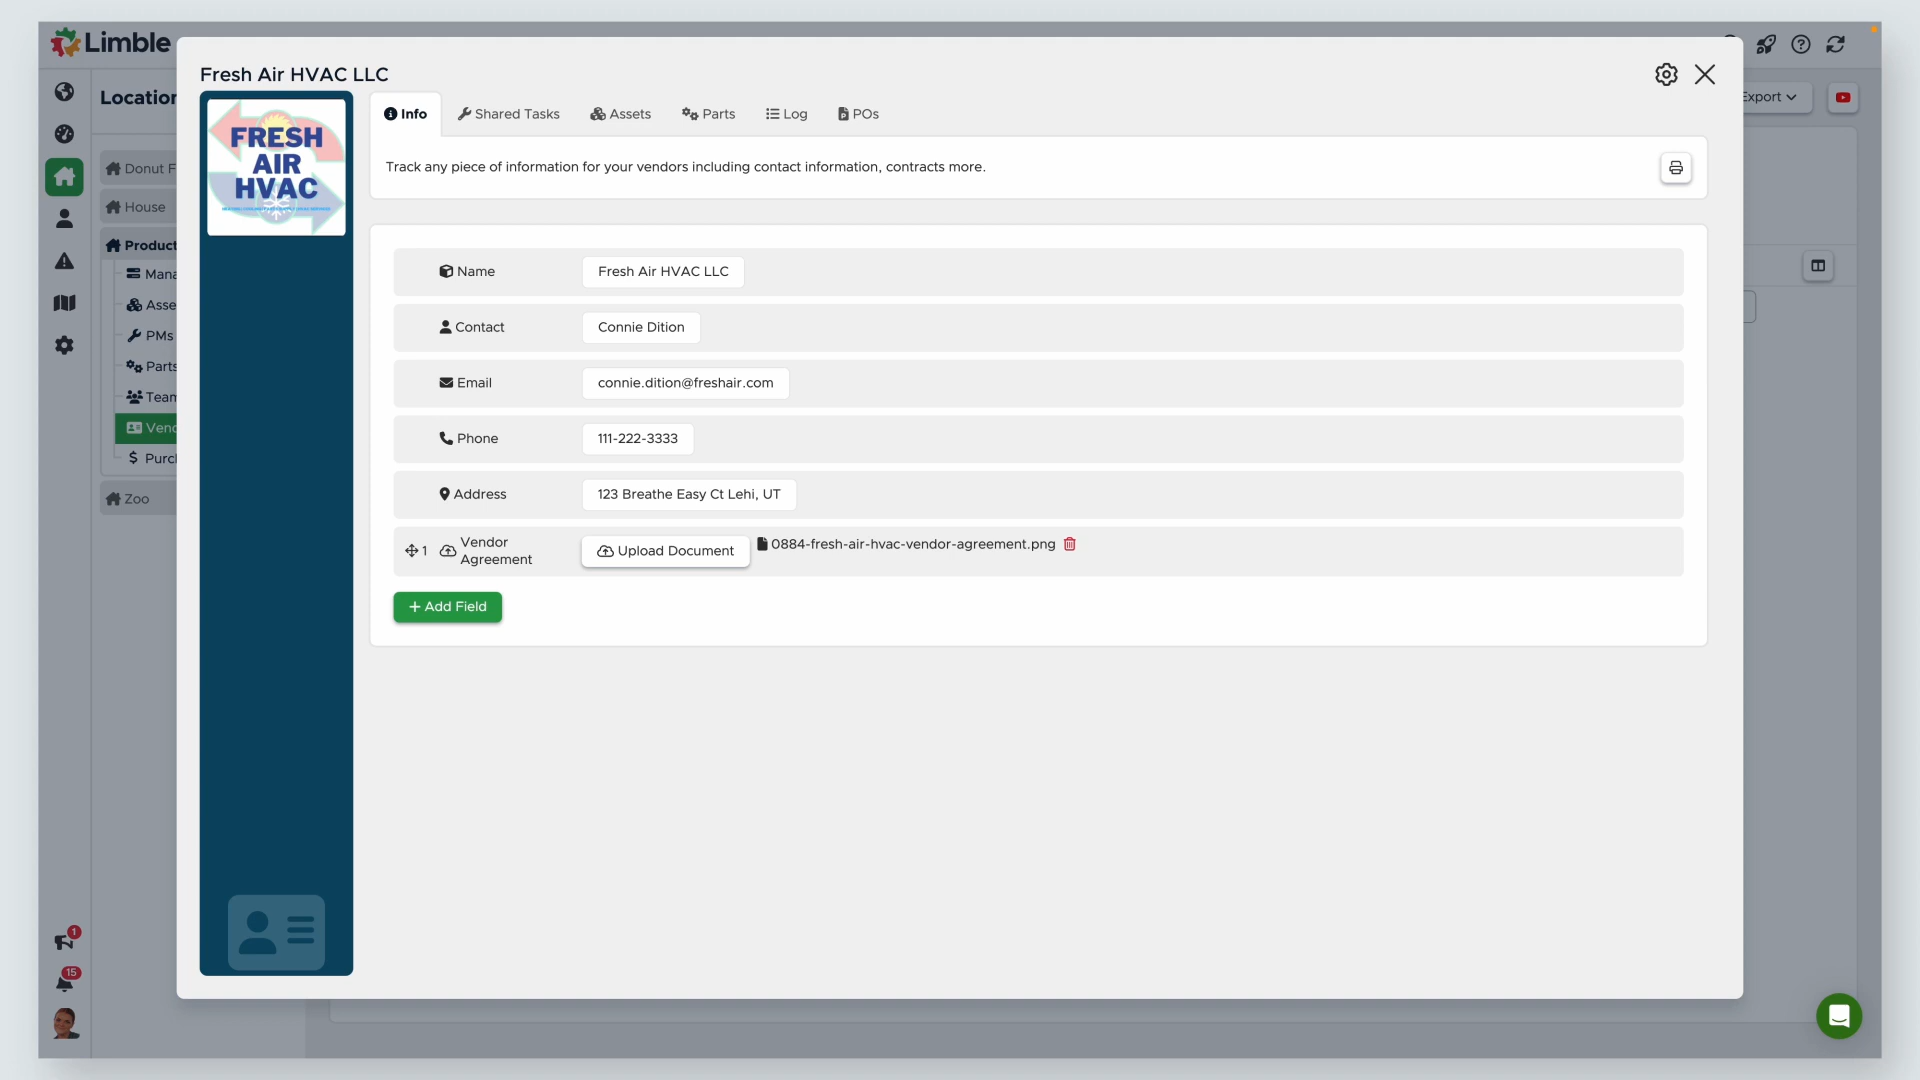 Limble
Fresh Air HVAC LLC
Export
Location
FRESH
AIR
HVAC
Info
Shared Tasks
Assets
Parts
Log
POs
Track any piece of information for your vendors including contact information, contracts more.
Donut F
House
Product
Mana
Asse
PMs
Parts
Team
Vend
Purch
Zoo
Name
Fresh Air HVAC LLC
Contact
Connie Dition
Email
connie.dition@freshair.com
Phone
111-222-3333
Address
123 Breathe Easy Ct Lehi, UT
1
Vendor
Agreement
Upload Document
0884-fresh-air-hvac-vendor-agreement.png
+ Add Field
1
15